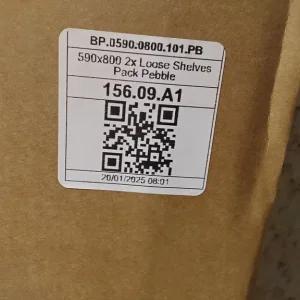 BP.0590.0800.101.PB
590x800 2x Loose Shelves
Pack Pebble
156.09.A1
20/01/2025 08:01